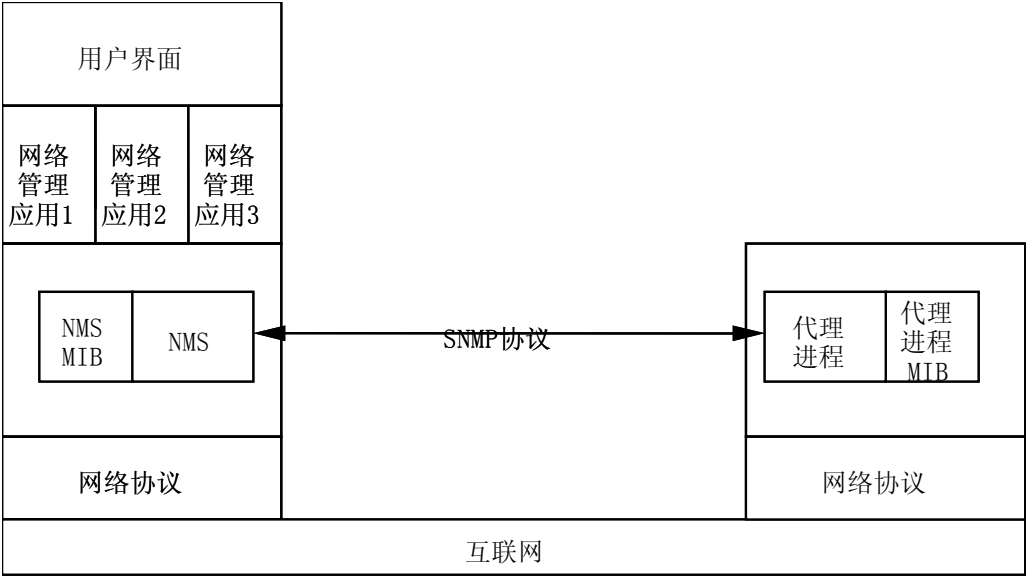 用户界面
网络
管理
应用1
网络
管理
应用2
网络
管理
应用3
NMS
MIB
NMS
SNMP协议
代理
进程
代理
进程
MIB
网络协议
网络协议
互联网